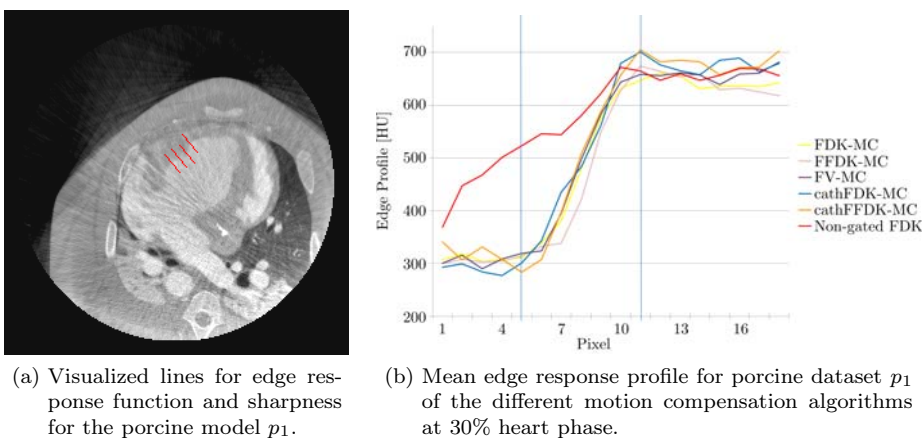 700
600
500
400
300
200
Edge Profile [HU]
1 4 7 10 13 16
Pixel
FDK-MC
FFDK-MC
FV-MC
cathFDK-MC
cathFFDK-MC
Non-gated FDK
(a) Visualized lines for edge res-
ponse function and sharpness
for the porcine model p₁.
(b) Mean edge response profile for porcine dataset p₁
of the different motion compensation algorithms
at 30% heart phase.